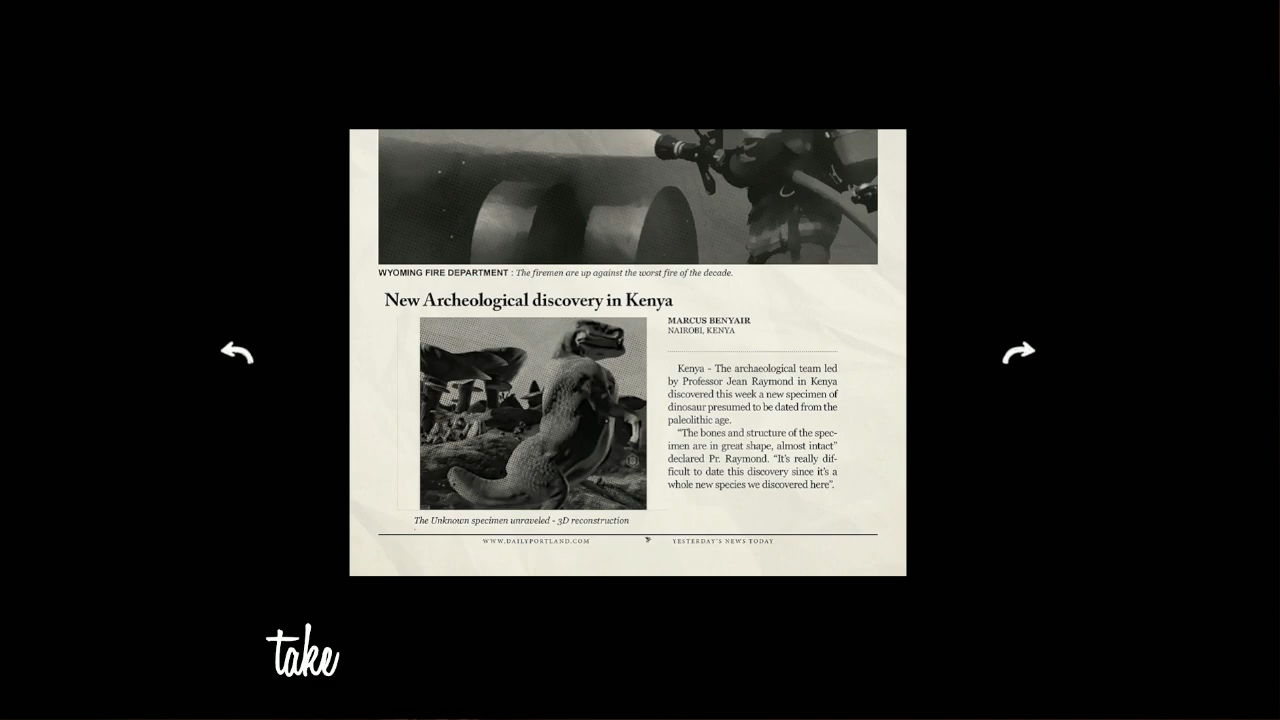 WYOMING FIRE DEPARTMENT : The firemen are up against the worst fire of the decade.
New Archeological discovery in Kenya
MARCUS BENYAIR
NAIROBI, KENYA
Kenya - The archaeological team led
by Professor Jean Raymond in Kenya
discovered this week a new specimen of
dinosaur presumed to be dated from the
paleolithic age.
“The bones and structure of the spec-
imen are in great shape, almost intact”
declared Pr. Raymond. “It’s really dif-
ficult to date this discovery since it’s a
whole new species we discovered here”.
The Unknown specimen unraveled - 3D reconstruction
WWW.DAILYPORTLAND.COM YESTERDAY'S NEWS TODAY
take